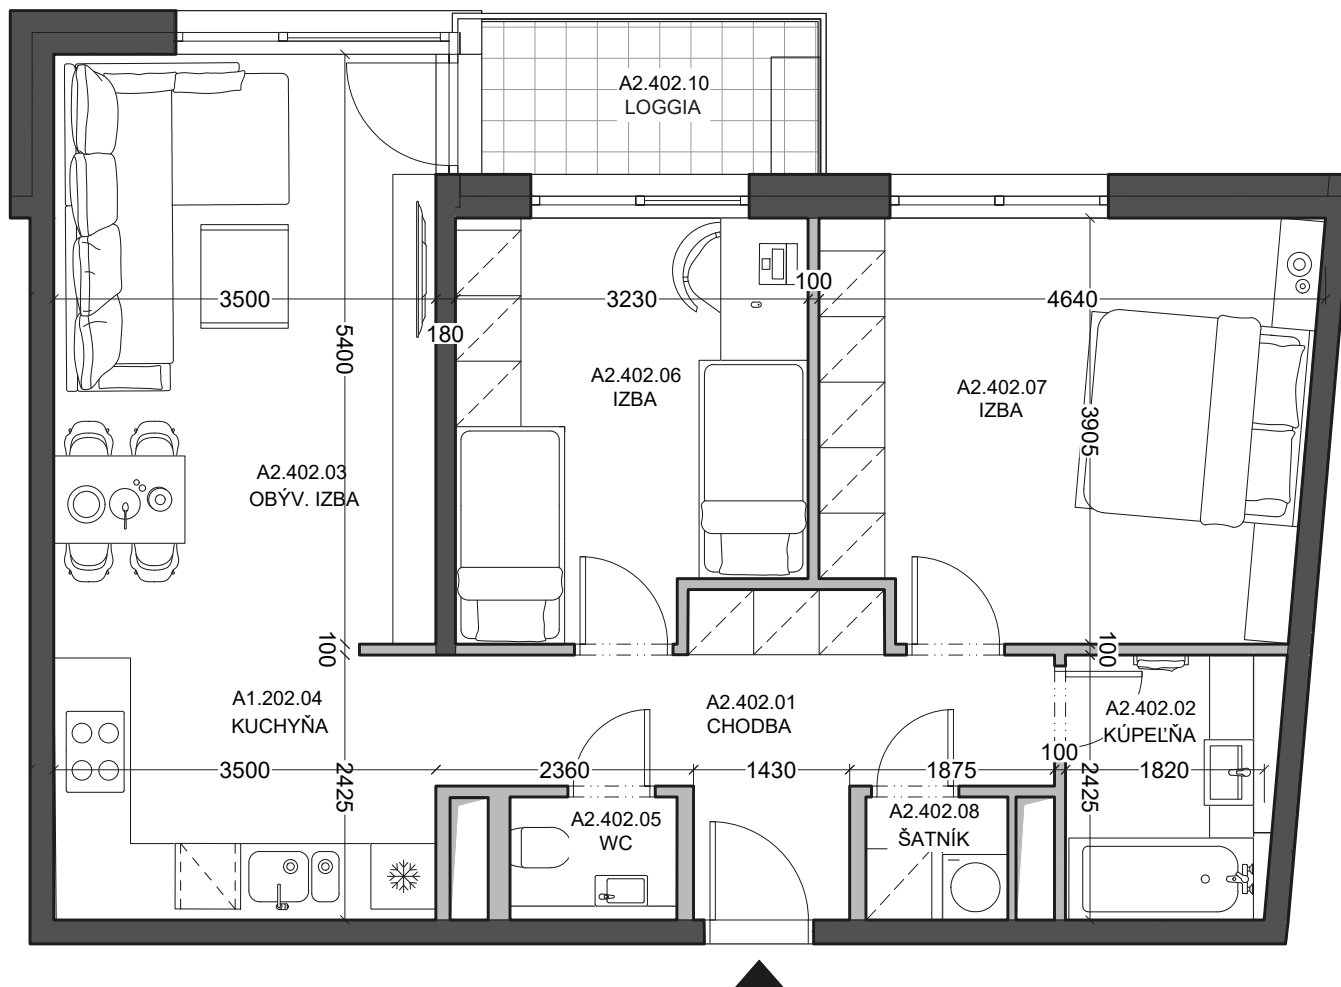 A2.402.10
LOGGIA
3500
180
3230
100
4640
5400
A2.402.06
IZBA
A2.402.07
IZBA
3905
A2.402.03
OBÝV. IZBA
100
100
A1.202.04
KUCHYŇA
A2.402.01
CHODBA
A2.402.02
KÚPEĽŇA
100
3500
2360
1430
1875
1820
2425
2425
A2.402.05
WC
A2.402.08
ŠATNÍK